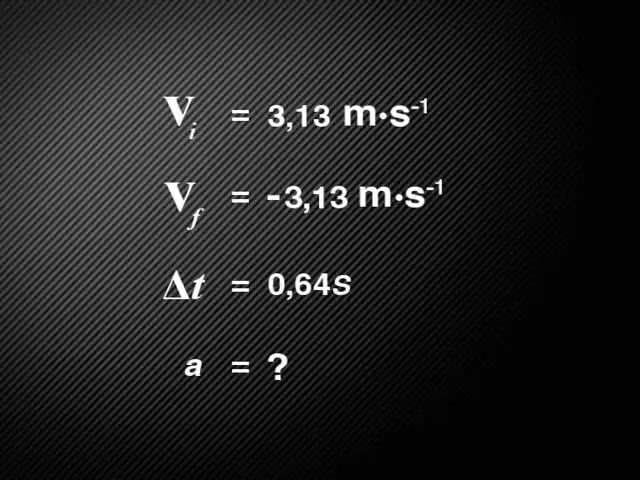 Vi = 3,13 m·s-1
Vf = -3,13 m·s-1
Δt = 0,64s
a = ?